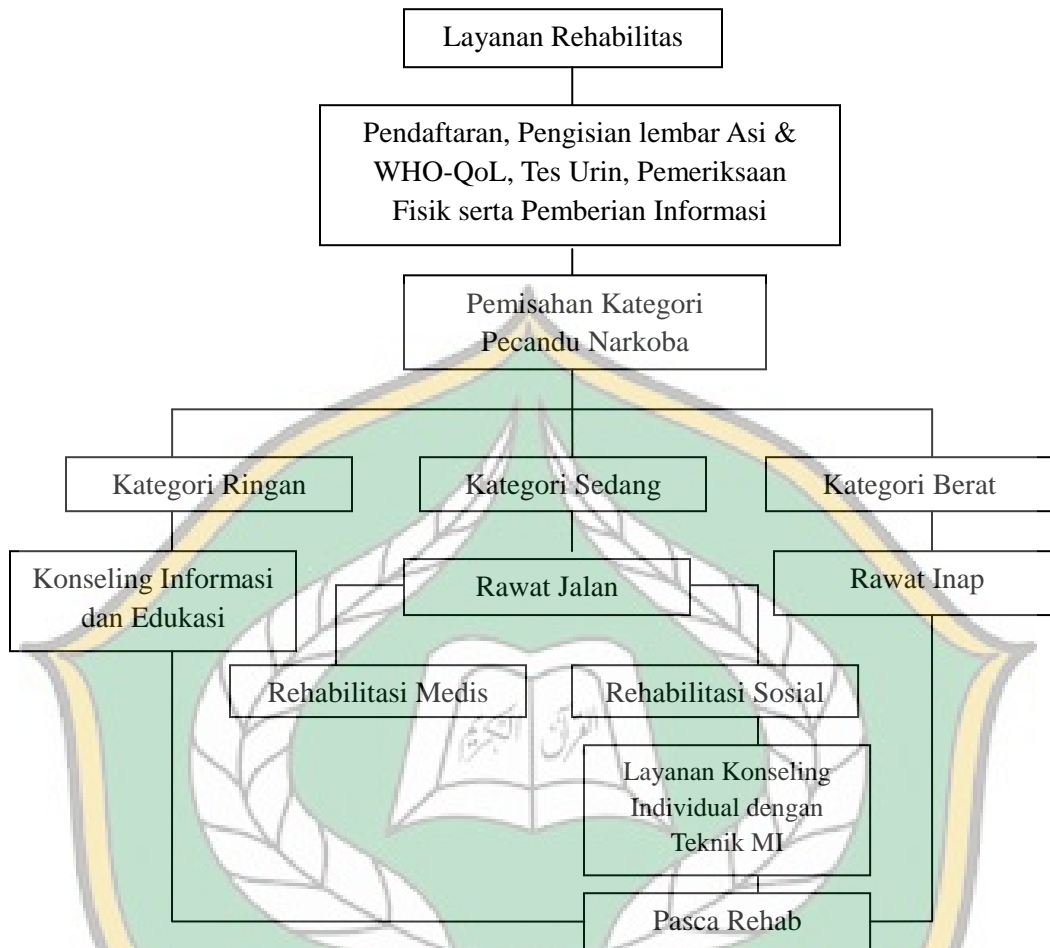 Layanan Rehabilitas
Pendaftaran, Pengisian lembar Asi &
WHO-QoL, Tes Urin, Pemeriksaan
Fisik serta Pemberian Informasi
Pemisahan Kategori
Pecandu Narkoba
Kategori Ringan
Kategori Sedang
Kategori Berat
Konseling Informasi
dan Edukasi
Rawat Jalan
Rawat Inap
Rehabilitasi Medis
Rehabilitasi Sosial
القرآن
الكريم
Layanan Konseling
Individual dengan
Teknik MI
Pasca Rehab